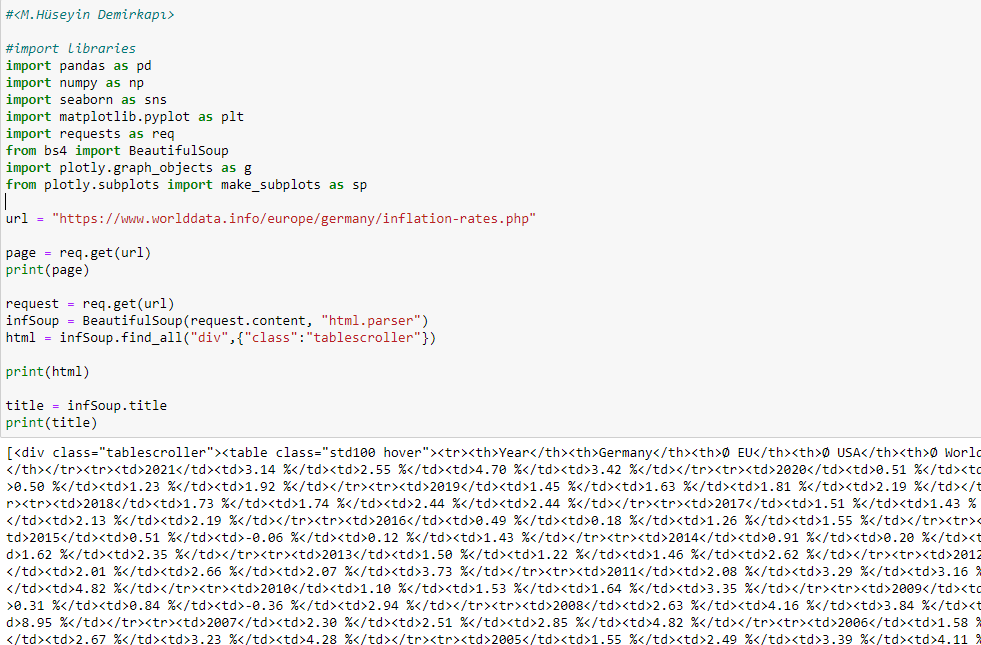 #<M.Hüseyin Demirkapı>
#import libraries
import pandas as pd
import numpy as np
import seaborn as sns
import matplotlib.pyplot as plt
import requests as req
from bs4 import BeautifulSoup
import plotly.graph_objects as g
from plotly.subplots import make_subplots as sp
url = "https://www.worlddata.info/europe/germany/inflation-rates.php"
page = req.get(url)
print(page)
request = req.get(url)
infSoup = BeautifulSoup(request.content, "html.parser")
html = infSoup.find_all("div",{"class":"tablescroller"})
print(html)
title = infSoup.title
print(title)
[<div class="tablescroller"><table class="std100 hover"><tr><th>Year</th><th>Germany</th><th>Ø EU</th><th>Ø USA</th><th>Ø World
</th></tr><tr><td>2021</td><td>3.14 %</td><td>2.55 %</td><td>4.70 %</td><td>3.42 %</td></tr><tr><td>2020</td><td>0.51 %</td><td
>0.50 %</td><td>1.23 %</td><td>1.92 %</td></tr><tr><td>2019</td><td>1.45 %</td><td>1.63 %</td><td>1.81 %</td><td>2.19 %</td></t
r><tr><td>2018</td><td>1.73 %</td><td>1.74 %</td><td>2.44 %</td><td>2.44 %</td></tr><tr><td>2017</td><td>1.51 %</td><td>1.43 %
</td><td>2.13 %</td><td>2.19 %</td></tr><tr><td>2016</td><td>0.49 %</td><td>0.18 %</td><td>1.26 %</td><td>1.55 %</td></tr><tr><
td>2015</td><td>0.51 %</td><td>-0.06 %</td><td>0.12 %</td><td>1.43 %</td></tr><tr><td>2014</td><td>0.91 %</td><td>0.20 %</td><t
d>1.62 %</td><td>2.35 %</td></tr><tr><td>2013</td><td>1.50 %</td><td>1.22 %</td><td>1.46 %</td><td>2.62 %</td></tr><tr><td>2012
</td><td>2.01 %</td><td>2.66 %</td><td>2.07 %</td><td>3.73 %</td></tr><tr><td>2011</td><td>2.08 %</td><td>3.29 %</td><td>3.16 %
</td><td>4.82 %</td></tr><tr><td>2010</td><td>1.10 %</td><td>1.53 %</td><td>1.64 %</td><td>3.35 %</td></tr><tr><td>2009</td><td
>0.31 %</td><td>0.84 %</td><td>-0.36 %</td><td>2.94 %</td></tr><tr><td>2008</td><td>2.63 %</td><td>4.16 %</td><td>3.84 %</td><t
d>8.95 %</td></tr><tr><td>2007</td><td>2.30 %</td><td>2.51 %</td><td>2.85 %</td><td>4.82 %</td></tr><tr><td>2006</td><td>1.58 %
</td><td>2.67 %</td><td>3.23 %</td><td>4.28 %</td></tr><tr><td>2005</td><td>1.55 %</td><td>2.49 %</td><td>3.39 %</td><td>4.11 %